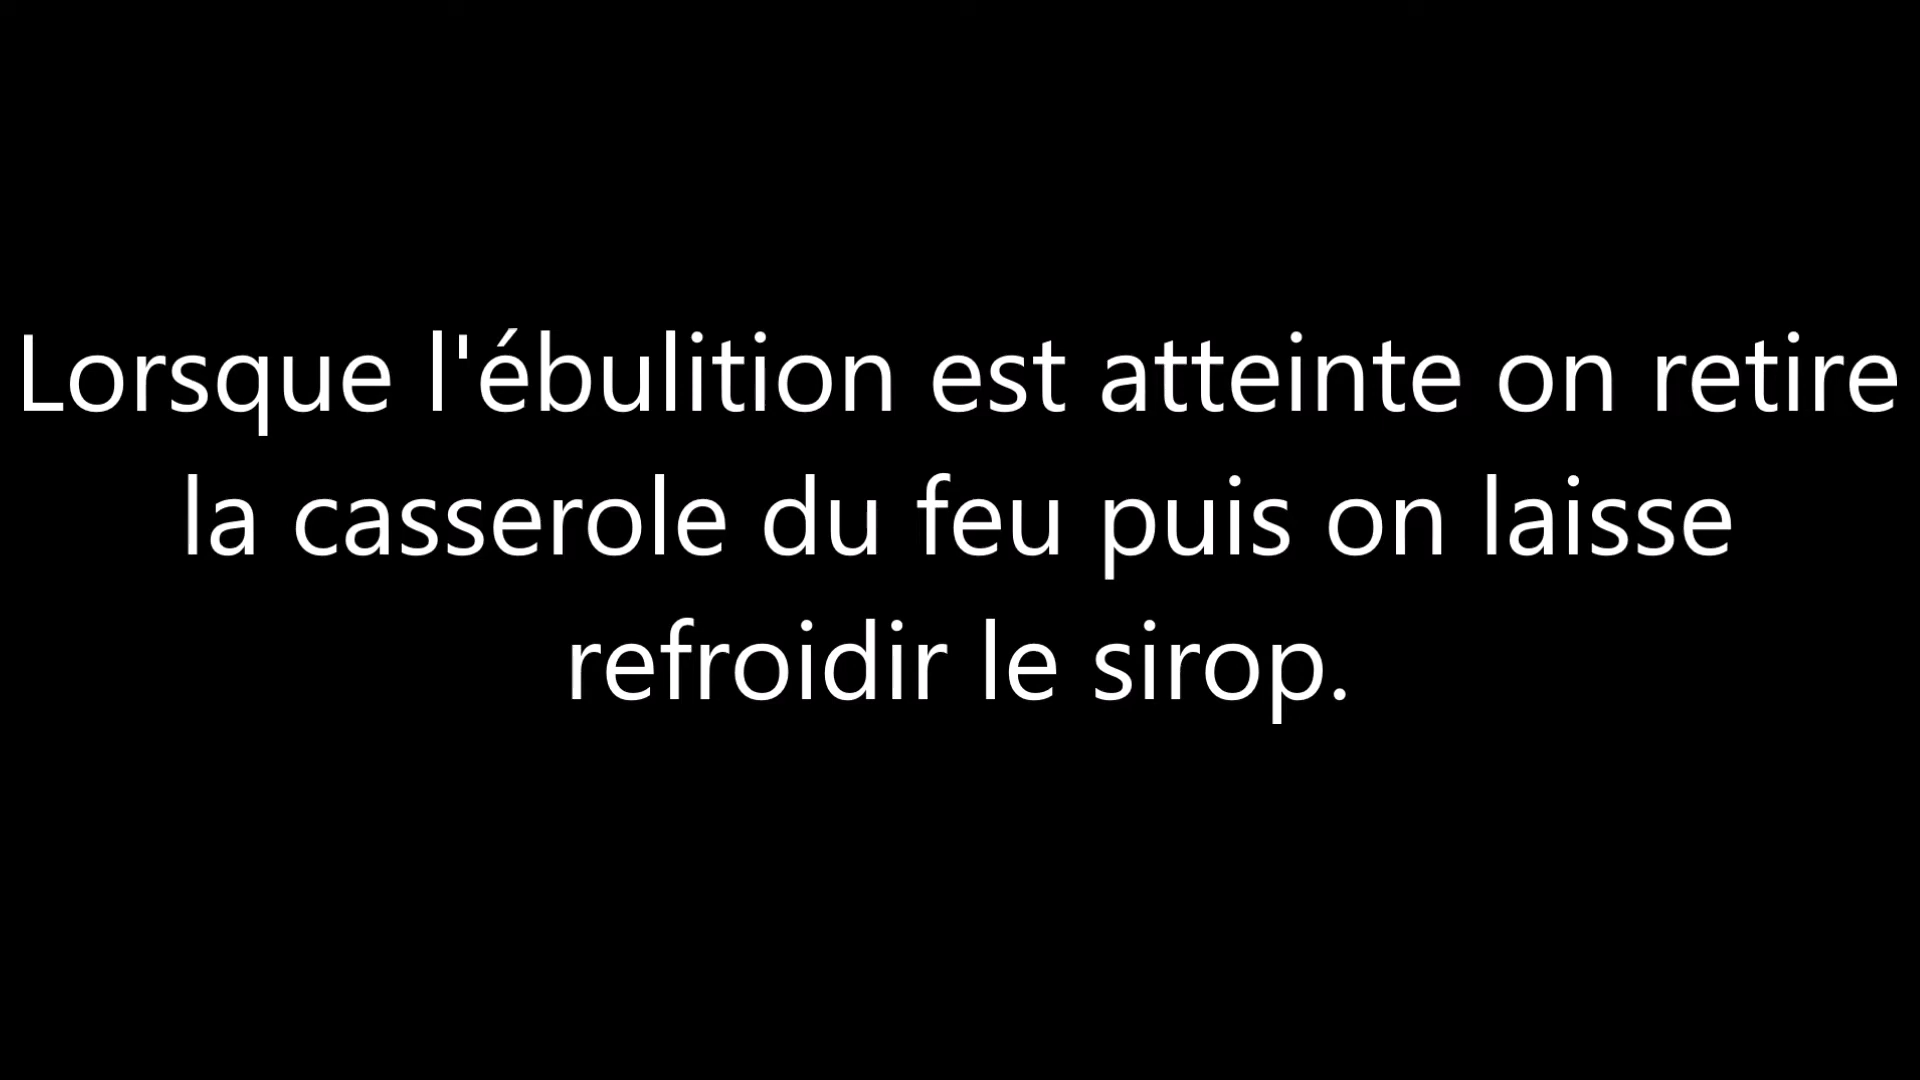 Lorsque l'ébulition est atteinte on retire
la casserole du feu puis on laisse
refroidir le sirop.